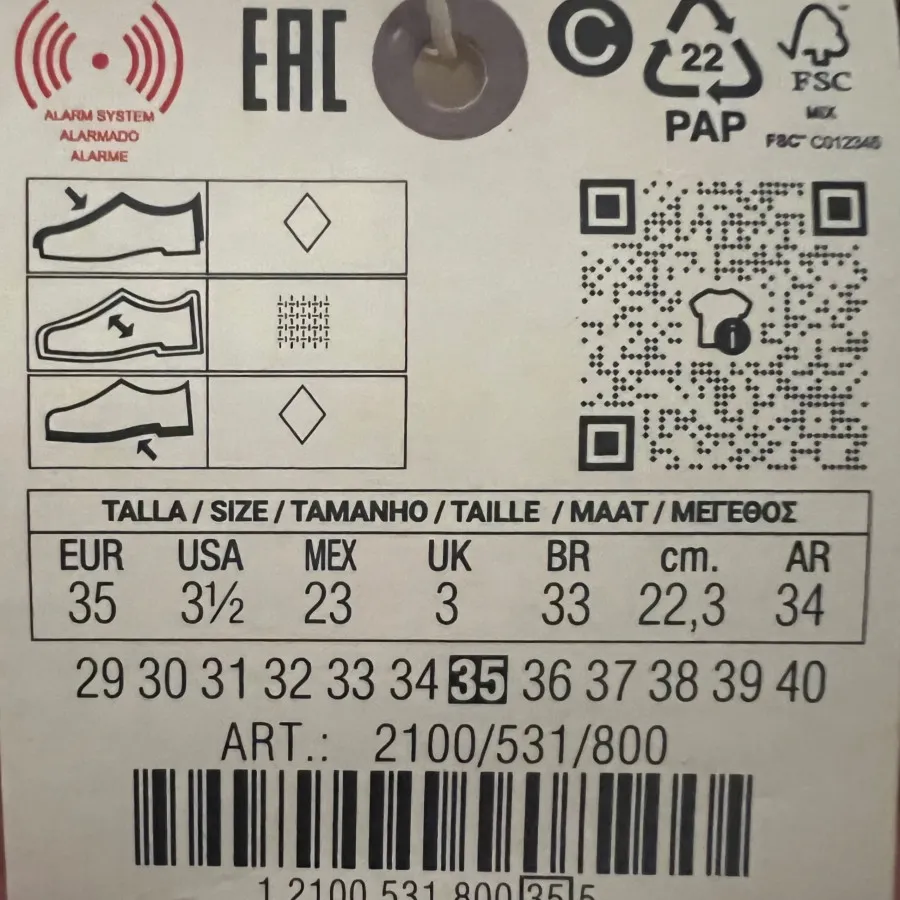 ALARM SYSTEM
ALARMADO
ALARME
EAC
C
22
PAP
FSC
MIX
FSC™ C012345
i
TALLA / SIZE / TAMANHO / TAILLE / MAAT / ΜΕΓΕΘΟΣ
EUR USA MEX UK BR cm. AR
35 3½ 23 3 33 22,3 34
29 30 31 32 33 34 35 36 37 38 39 40
ART.: 2100/531/800
1 2100 531 800 35 5